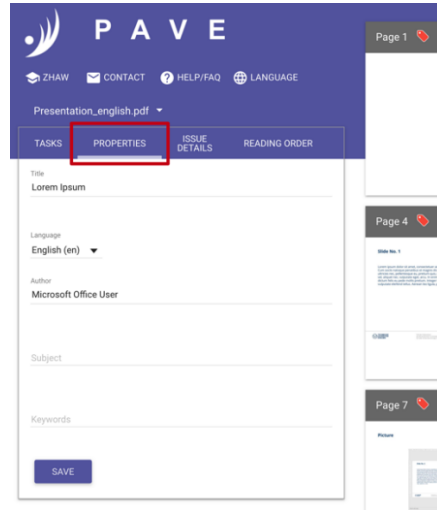 PAVE
ZHAW CONTACT HELP/FAQ LANGUAGE
Presentation_english.pdf
TASKS PROPERTIES ISSUE DETAILS READING ORDER
Title
Lorem Ipsum
Language
English (en)
Author
Microsoft Office User
Subject
Keywords
SAVE
Page 1
Page 4
Slide No. 1
Page 7
Picture